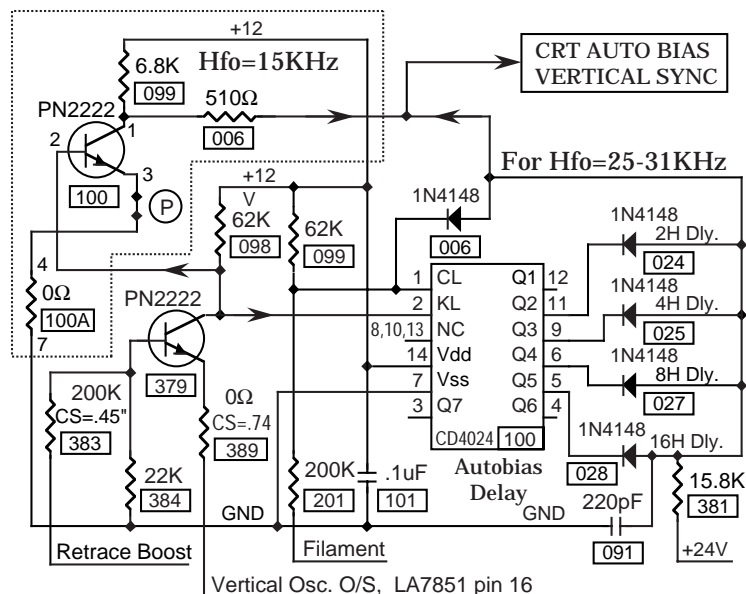 +12
6.8K
099
Hfo=15KHz
CRT AUTO BIAS
VERTICAL SYNC
PN2222
1
2
3
510Ω
006
100
P
For Hfo=25-31KHz
+12
V
62K
098
62K
099
1N4148
006
1N4148
2H Dly.
024
1N4148
4H Dly.
025
1N4148
8H Dly.
027
1N4148
16H Dly.
028
4
0Ω
100A
7
PN2222
379
1 CL Q1 12
2 KL Q2 11
8,10,13 NC Q3 9
14 Vdd Q4 6
7 Vss Q5 5
3 Q7 Q6 4
CD4024 100
Autobias
Delay
200K
CS=.45"
383
0Ω
CS=.74
389
22K
384
200K
201
.1uF
101
220pF
091
15.8K
381
GND
GND
+24V
Retrace Boost
Filament
Vertical Osc. O/S, LA7851 pin 16